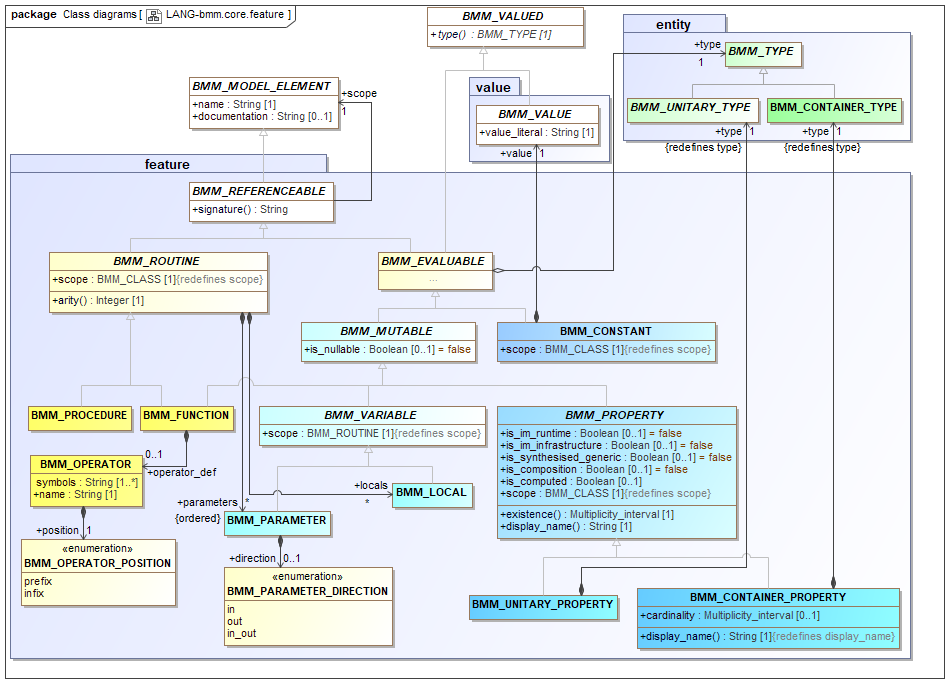 package Class diagrams [ LANG-bmm.core.feature ]
BMM_VALUED
+type() : BMM_TYPE [1]
entity
+type
1
BMM_TYPE
BMM_UNITARY_TYPE
BMM_CONTAINER_TYPE
+type 1
{redefines type}
+type 1
{redefines type}
value
BMM_VALUE
+value_literal : String [1]
+value 1
BMM_MODEL_ELEMENT
+name : String [1]
+documentation : String [0..1]
+scope
1
feature
BMM_REFERENCEABLE
+signature() : String
BMM_ROUTINE
+scope : BMM_CLASS [1]{redefines scope}
+arity() : Integer [1]
BMM_EVALUABLE
...
BMM_MUTABLE
+is_nullable : Boolean [0..1] = false
BMM_CONSTANT
+scope : BMM_CLASS [1]{redefines scope}
BMM_PROCEDURE
BMM_FUNCTION
BMM_VARIABLE
+scope : BMM_ROUTINE [1]{redefines scope}
BMM_PROPERTY
+is_im_runtime : Boolean [0..1] = false
+is_im_infrastructure : Boolean [0..1] = false
+is_synthesised_generic : Boolean [0..1] = false
+is_composition : Boolean [0..1] = false
+is_computed : Boolean [0..1]
+scope : BMM_CLASS [1]{redefines scope}
+existence() : Multiplicity_interval [1]
+display_name() : String [1]
0..1
+operator_def
BMM_OPERATOR
symbols : String [1..*]
+name : String [1]
+position 1
«enumeration»
BMM_OPERATOR_POSITION
prefix
infix
+parameters *
{ordered}
+locals
*
BMM_LOCAL
BMM_PARAMETER
+direction 0..1
«enumeration»
BMM_PARAMETER_DIRECTION
in
out
in_out
BMM_UNITARY_PROPERTY
BMM_CONTAINER_PROPERTY
+cardinality : Multiplicity_interval [0..1]
+display_name() : String [1]{redefines display_name}